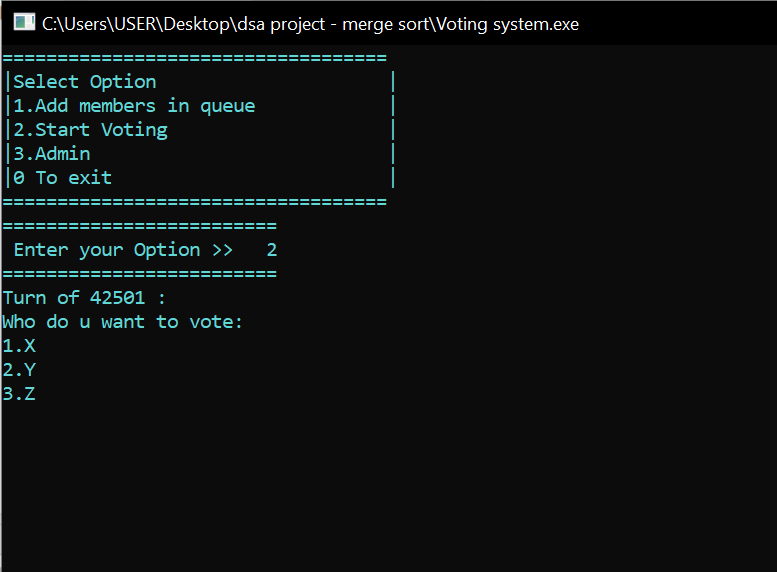 C:\Users\USER\Desktop\dsa project - merge sort\Voting system.exe
===================================
|Select Option                     |
|1.Add members in queue            |
|2.Start Voting                    |
|3.Admin                           |
|0 To exit                         |
===================================
=========================
 Enter your Option >>   2
=========================
Turn of 42501 :
Who do u want to vote:
1.X
2.Y
3.Z